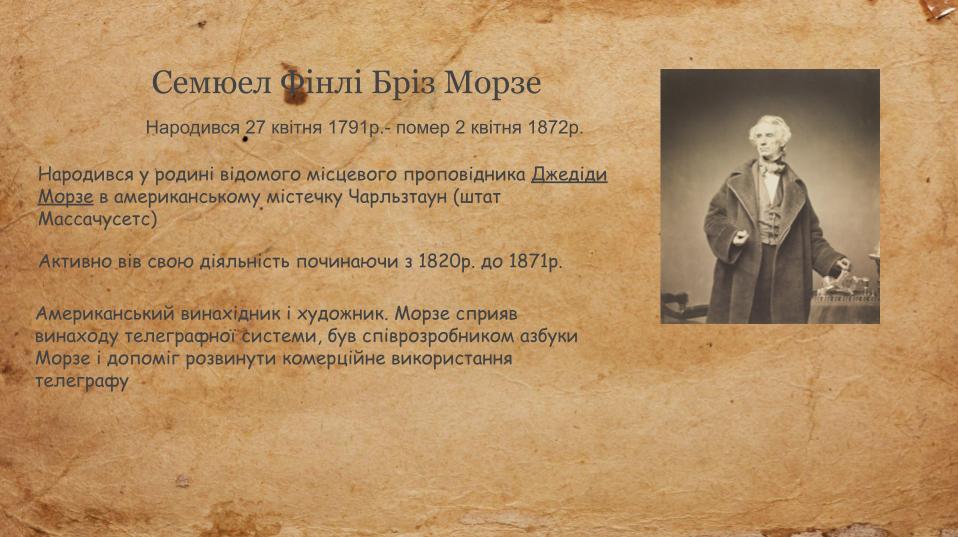 Семюел Фінлі Бріз Морзе
Народився 27 квітня 1791р.- помер 2 квітня 1872р.
Народився у родині відомого місцевого проповідника Джедіди
Морзе в американському містечку Чарльзтаун (штат
Массачусетс)
Активно вів свою діяльність починаючи з 1820р. до 1871р.
Американський винахідник і художник. Морзе сприяв
винаходу телеграфної системи, був співрозробником азбуки
Морзе і допоміг розвинути комерційне використання
телеграфу